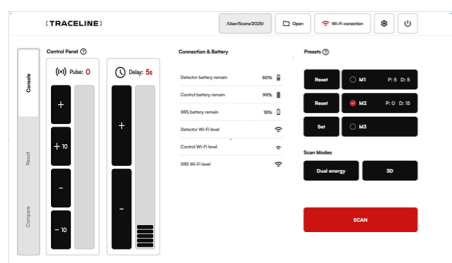 [TRACELINE]
/User/Scans/2025/
Open
Wi-Fi conection
Control Panel
Pulse: 0
Delay: 5s
+
+ 10
-
- 10
+
-
Connection & Battery
Detector battery remain 50%
Control battery remain 99%
XRS battery remain 15%
Detector Wi-Fi level
Control Wi-Fi level
XRS Wi-Fi level
Presets
Reset M1 P: 5 D: 5
Reset M2 P: 0 D: 15
Set M3
Scan Modes
Dual energy 3D
SCAN
Console
Result
Compare